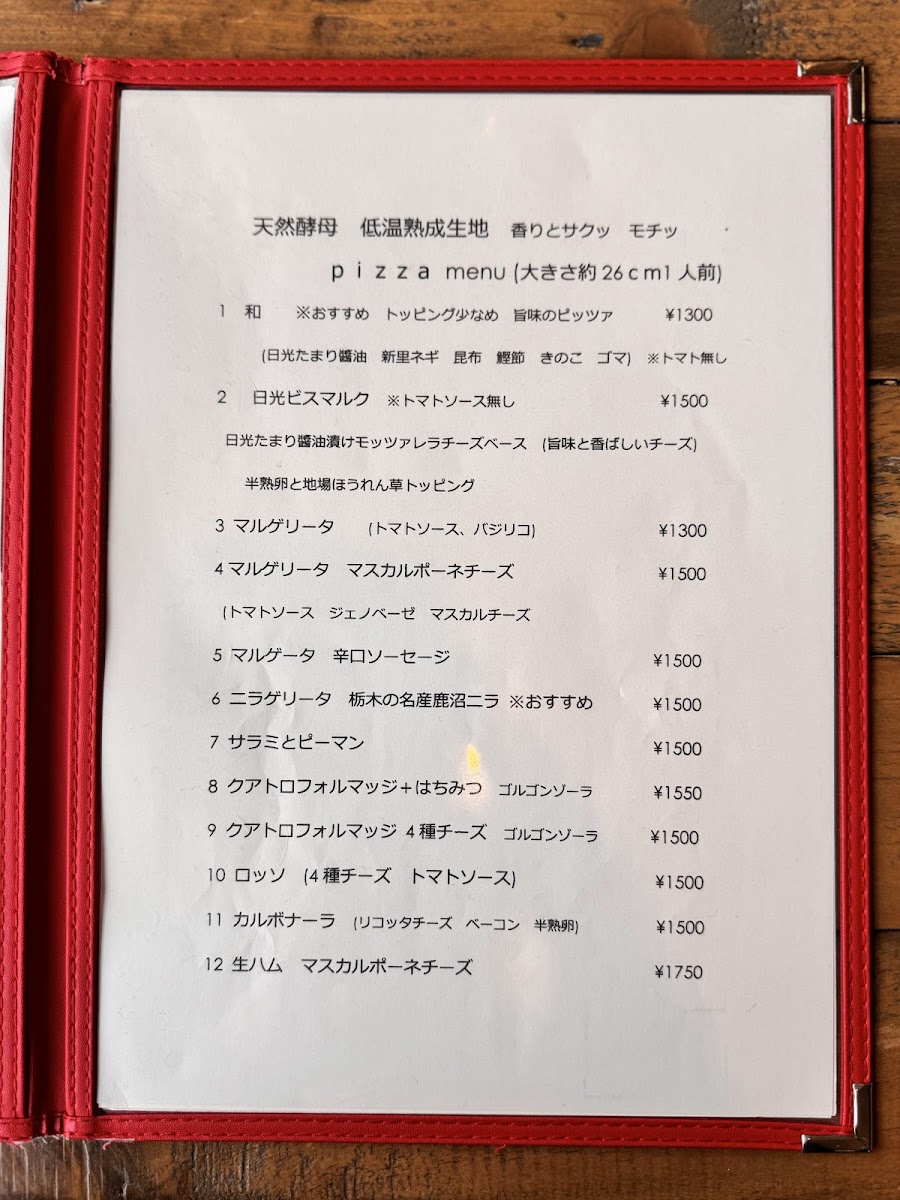 天然酵母　低温熟成生地　香りとサクッ　モチッ
ｐｉｚｚａ menu (大きさ約26ｃｍ1人前)
1　和　　※おすすめ　トッピング少なめ　旨味のピッツァ　　¥1300
(日光たまり醬油　新里ネギ　昆布　鰹節　きのこ　ゴマ)　※トマト無し
2　日光ビスマルク　※トマトソース無し　　¥1500
日光たまり醬油漬けモッツァレラチーズベース　(旨味と香ばしいチーズ)
半熟卵と地場ほうれん草トッピング
3 マルゲリータ　　(トマトソース、バジリコ)　　¥1300
4 マルゲリータ　マスカルポーネチーズ　　¥1500
(トマトソース　ジェノベーゼ　マスカルチーズ
5 マルゲータ　辛口ソーセージ　　¥1500
6 ニラゲリータ　栃木の名産鹿沼ニラ ※おすすめ　　¥1500
7 サラミとピーマン　　¥1500
8 クアトロフォルマッジ＋はちみつ　ゴルゴンゾーラ　　¥1550
9 クアトロフォルマッジ 4種チーズ　ゴルゴンゾーラ　　¥1500
10 ロッソ　(4種チーズ　トマトソース)　　¥1500
11 カルボナーラ　(リコッタチーズ　ベーコン　半熟卵)　　¥1500
12 生ハム　マスカルポーネチーズ　　¥1750